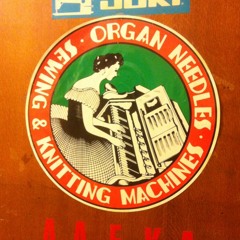 JUKI
· ORGAN NEEDLES ·
SEWING & KNITTING MACHINES